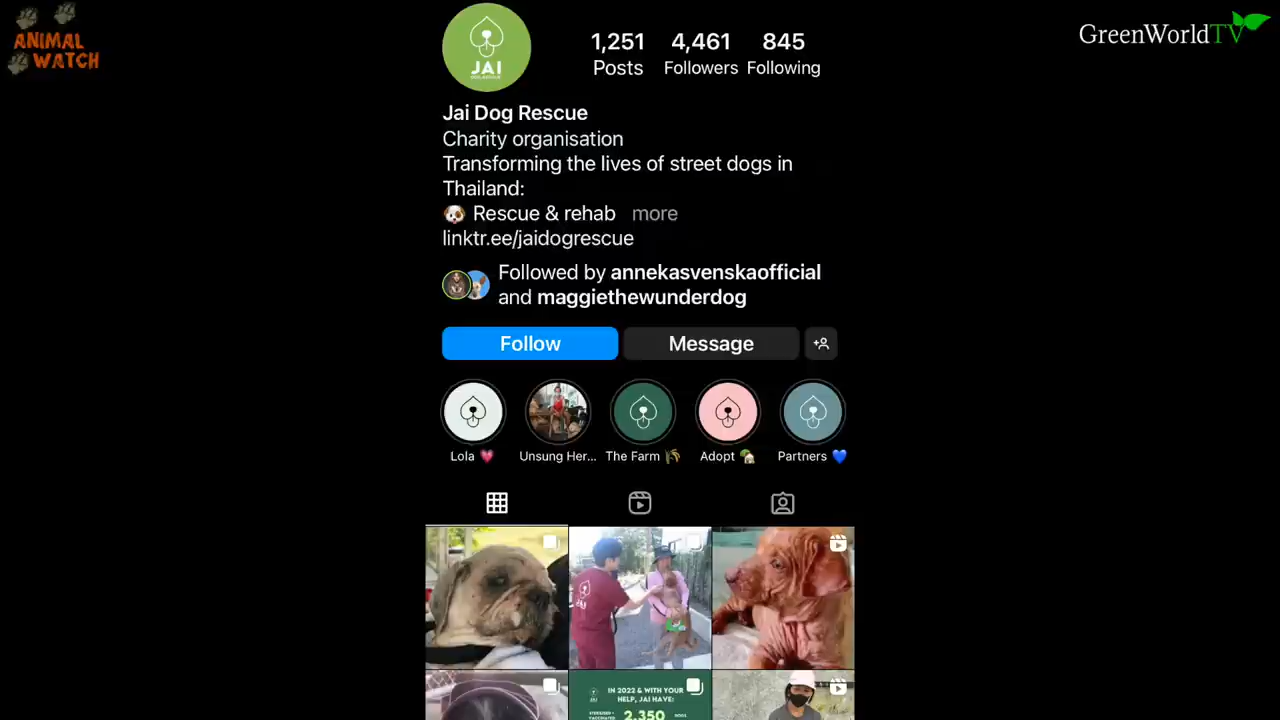 ANIMAL
WATCH
GreenWorldTV
JAI
1,251 4,461 845
Posts Followers Following
Jai Dog Rescue
Charity organisation
Transforming the lives of street dogs in
Thailand:
🐶 Rescue & rehab more
linktr.ee/jaidogrescue
Followed by annekasvenskaofficial
and maggiethewunderdog
Follow Message
Lola 💗 Unsung Her... The Farm 🌾 Adopt 🏡 Partners 💙
JAI
IN 2022 & WITH YOUR
HELP, JAI HAVE:
2,350